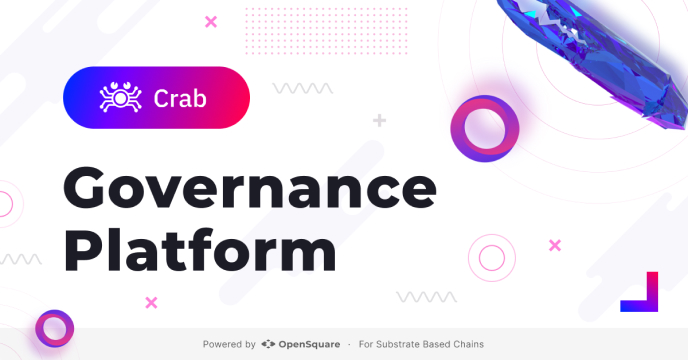 Crab
Governance
Platform
Powered by OpenSquare · For Substrate Based Chains